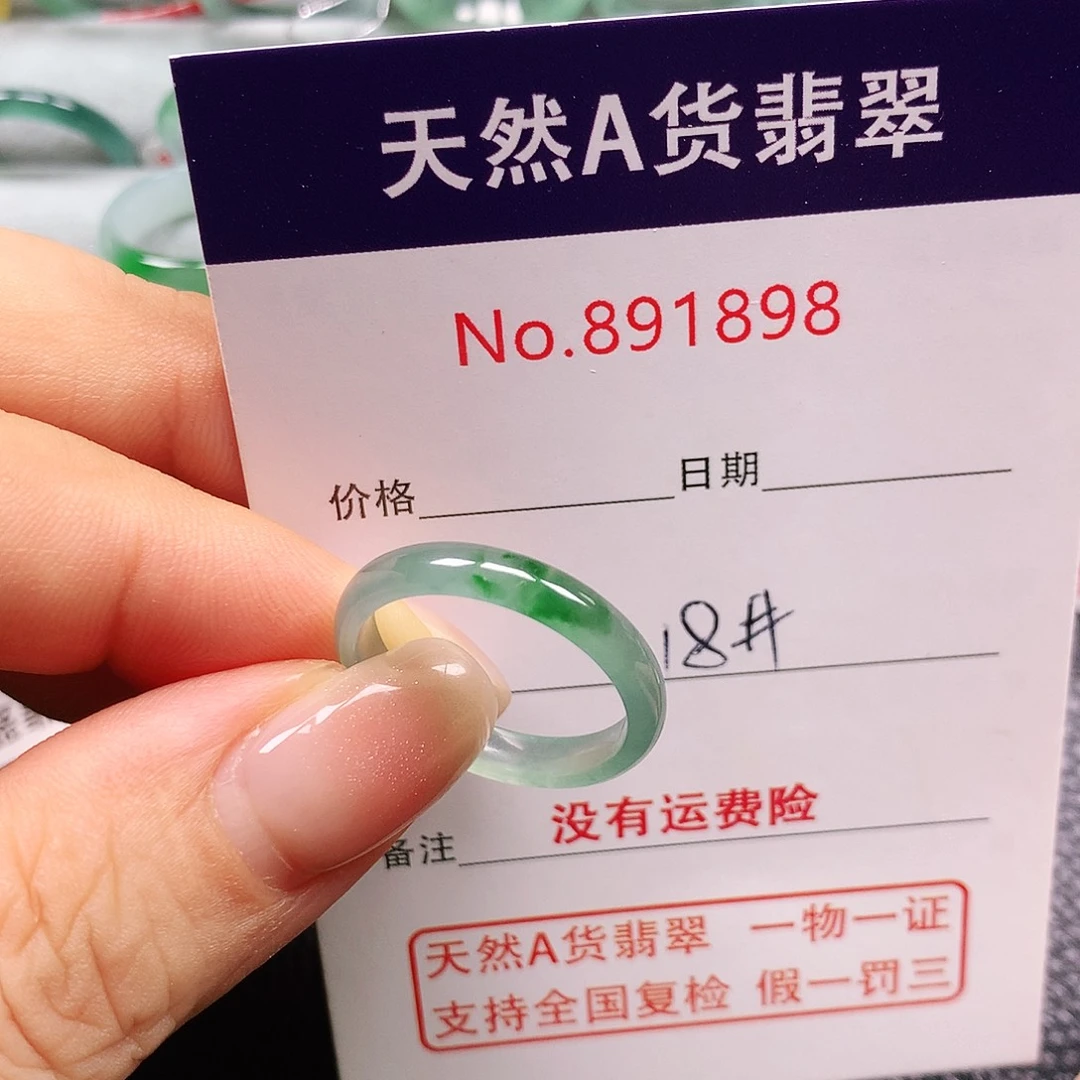 天然A货翡翠
No.891898
价格 日期
18#
备注 没有运费险
天然A货翡翠 一物一证
支持全国复检 假一罚三